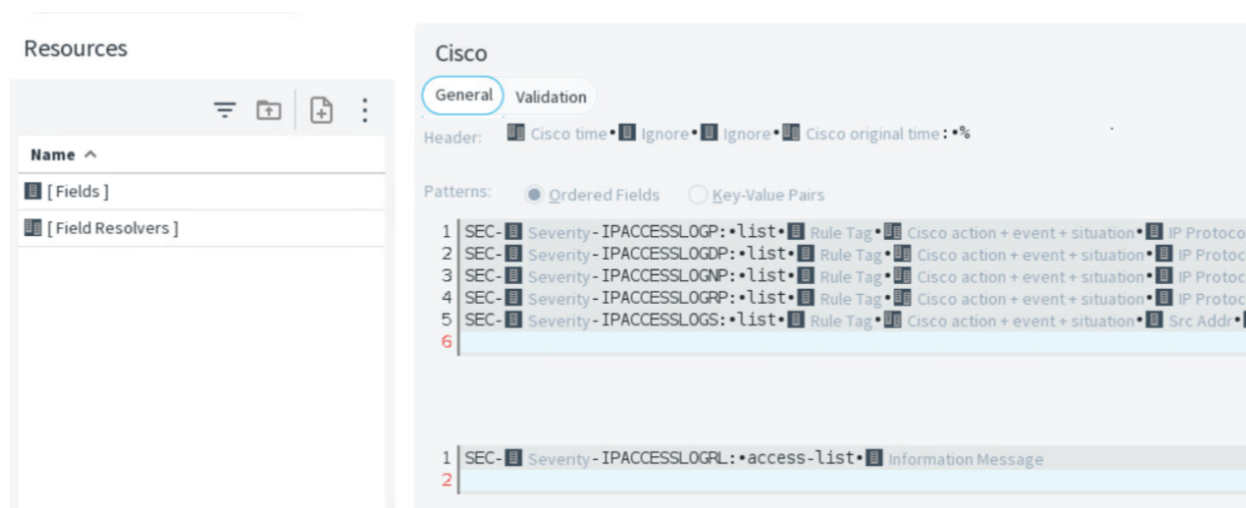 Resources
Name
[ Fields ]
[ Field Resolvers ]
Cisco
General Validation
Header: Cisco time • Ignore • Ignore • Cisco original time : • %
Patterns: Ordered Fields Key-Value Pairs
1 SEC- Severity -IPACCESSLOGP: • list • Rule Tag • Cisco action + event + situation • IP Protoco
2 SEC- Severity -IPACCESSLOGDP: • list • Rule Tag • Cisco action + event + situation • IP Protoc
3 SEC- Severity -IPACCESSLOGNP: • list • Rule Tag • Cisco action + event + situation • IP Protoc
4 SEC- Severity -IPACCESSLOGRP: • list • Rule Tag • Cisco action + event + situation • IP Protoc
5 SEC- Severity -IPACCESSLOGS: • list • Rule Tag • Cisco action + event + situation • Src Addr •
6
1 SEC- Severity -IPACCESSLOGRL: • access-list • Information Message
2